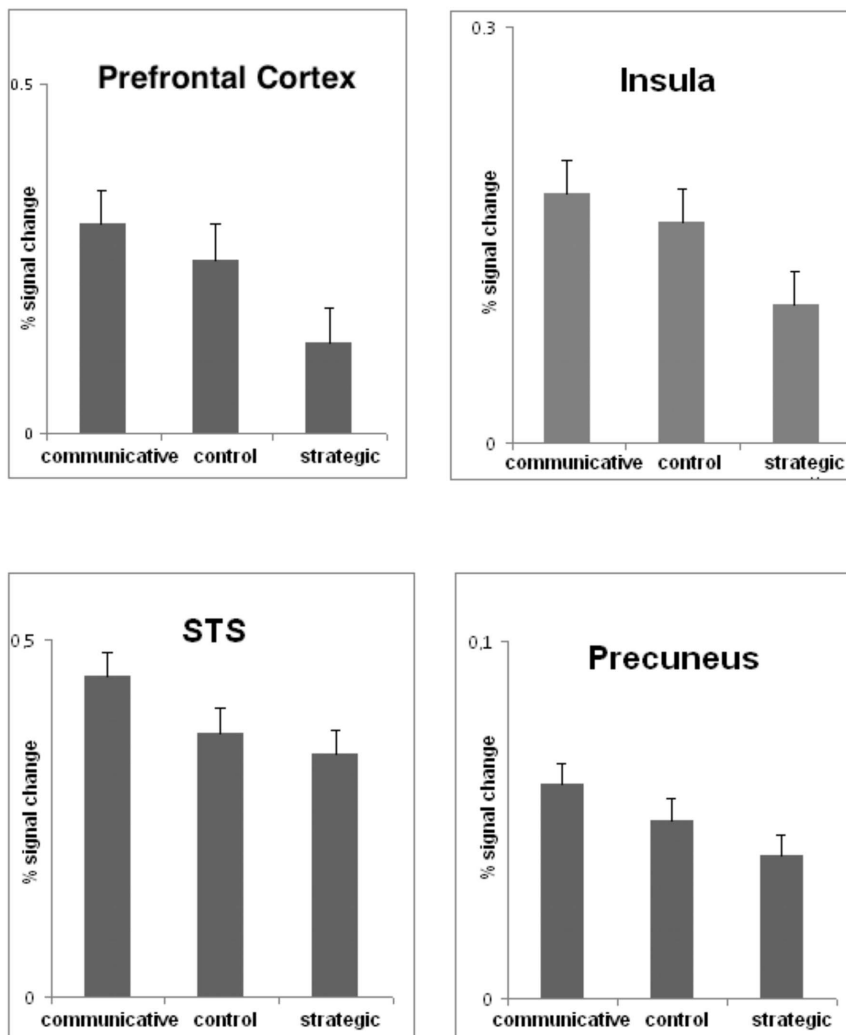 Prefrontal Cortex
0.5
% signal change
0
communicative control strategic
Insula
0.3
% signal change
0
communicative control strategic
STS
0.5
% signal change
0
communicative control strategic
Precuneus
0.1
% signal change
0
communicative control strategic